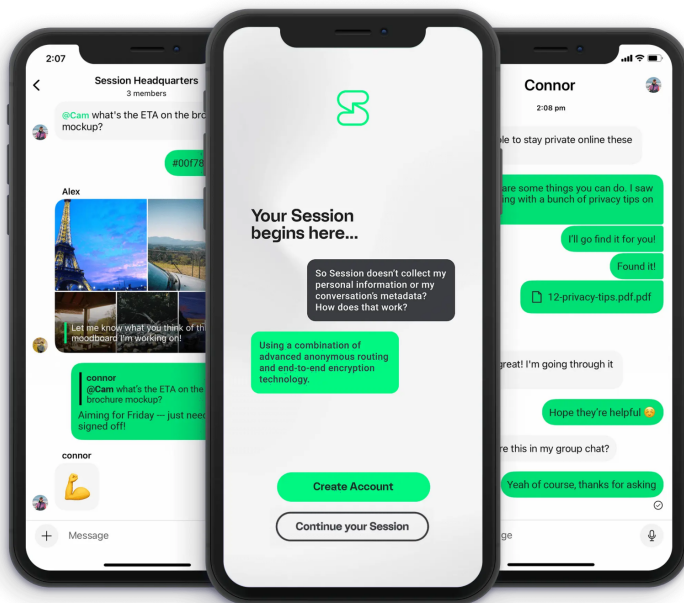 2:07
Session Headquarters
3 members
@Cam what's the ETA on the bro
mockup?
#00f78
Alex
Let me know what you think of th
moodboard I'm working on!
connor
@Cam what's the ETA on the
brochure mockup?
Aiming for Friday — just need
signed off!
connor
Message
Your Session
begins here...
So Session doesn't collect my
personal information or my
conversation's metadata?
How does that work?
Using a combination of
advanced anonymous routing
and end-to-end encryption
technology.
Create Account
Continue your Session
Connor
2:08 pm
le to stay private online these
are some things you can do. I saw
ing with a bunch of privacy tips on
I'll go find it for you!
Found it!
12-privacy-tips.pdf.pdf
great! I'm going through it
Hope they're helpful ☺️
re this in my group chat?
Yeah of course, thanks for asking
ge